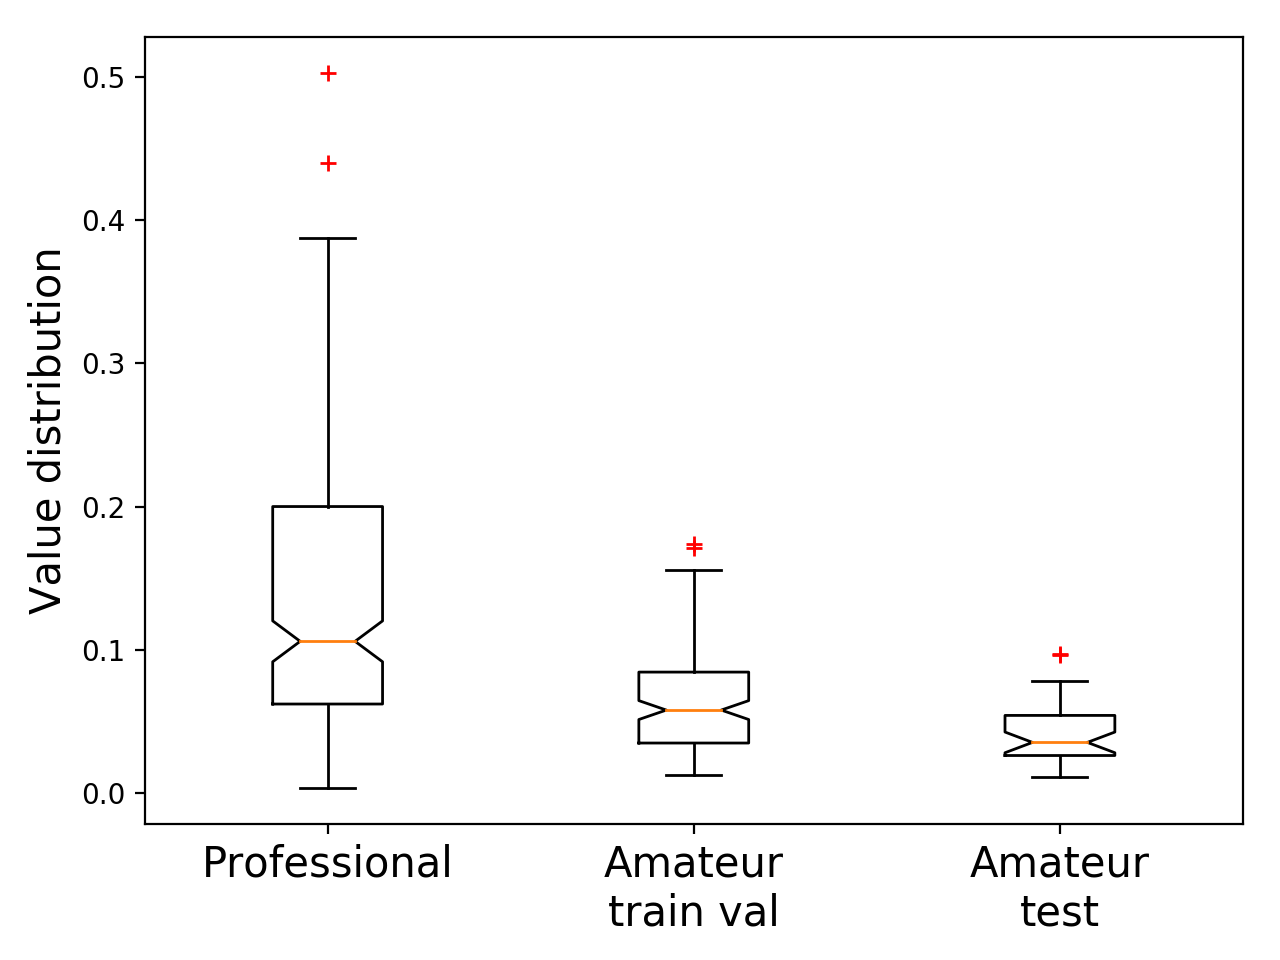 Value distribution
0.5
0.4
0.3
0.2
0.1
0.0
Professional
Amateur
train val
Amateur
test